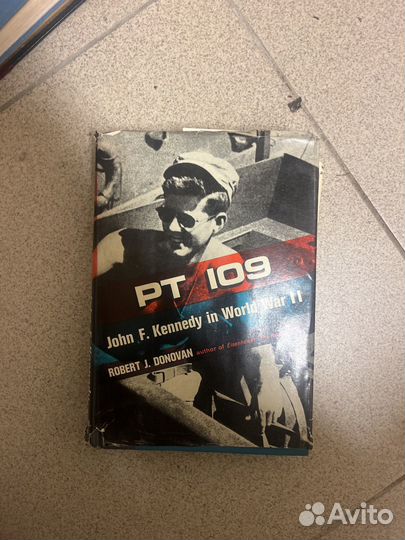 PT 109
John F. Kennedy in World War II
ROBERT J. DONOVAN author of
Avito